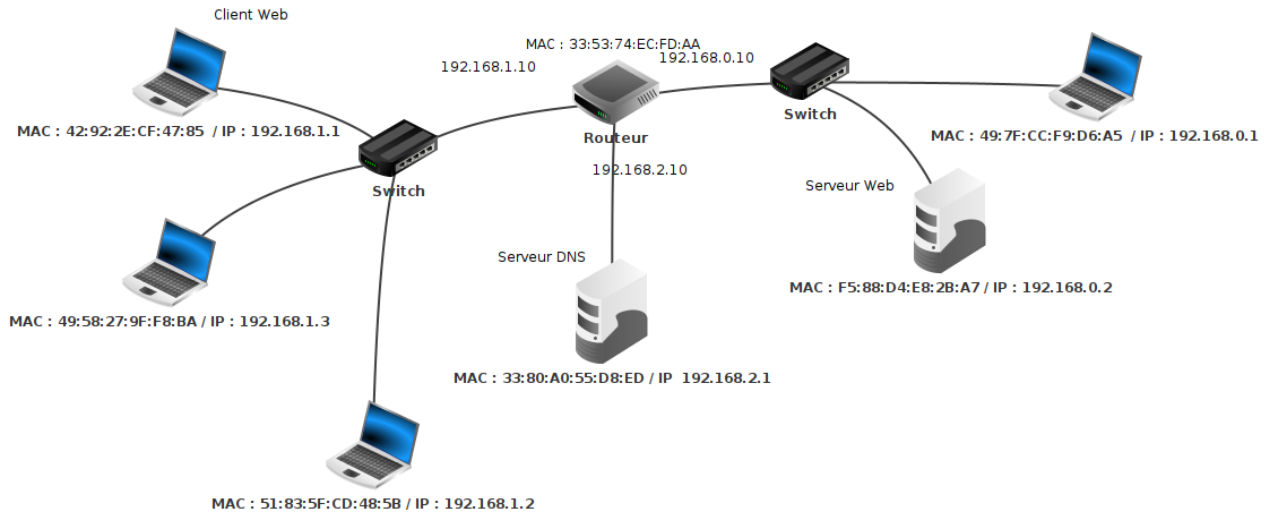 Client Web
MAC : 33:53:74:EC:FD:AA
192.168.1.10
192.168.0.10
MAC : 42:92:2E:CF:47:85 / IP : 192.168.1.1
Switch
Routeur
Switch
MAC : 49:7F:CC:F9:D6:A5 / IP : 192.168.0.1
192.168.2.10
Serveur Web
Serveur DNS
MAC : F5:88:D4:E8:2B:A7 / IP : 192.168.0.2
MAC : 49:58:27:9F:F8:BA / IP : 192.168.1.3
MAC : 33:80:A0:55:D8:ED / IP 192.168.2.1
MAC : 51:83:5F:CD:48:5B / IP : 192.168.1.2